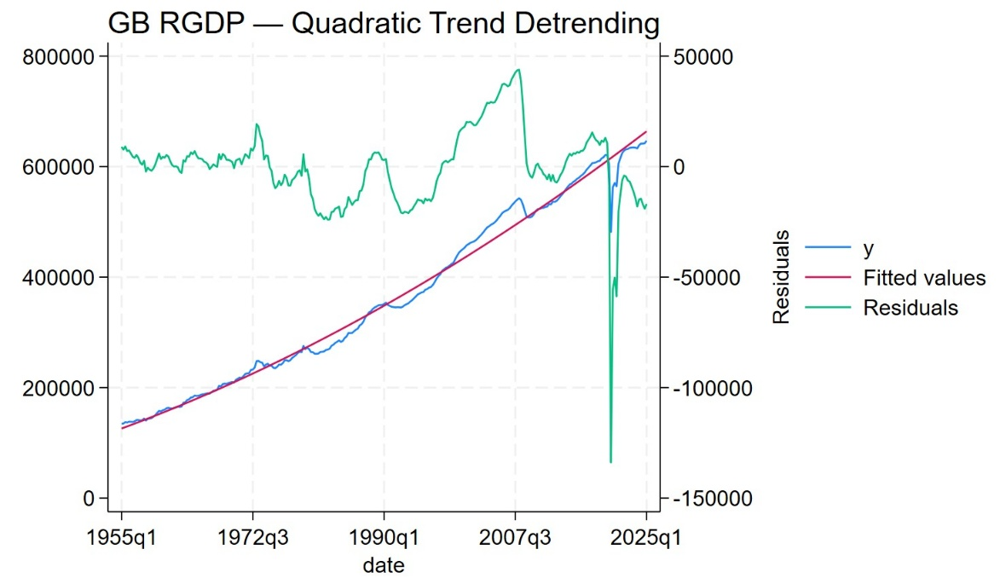 GB RGDP — Quadratic Trend Detrending
800000
600000
400000
200000
0
50000
0
-50000
-100000
-150000
Residuals
1955q1 1972q3 1990q1 2007q3 2025q1
date
y
Fitted values
Residuals